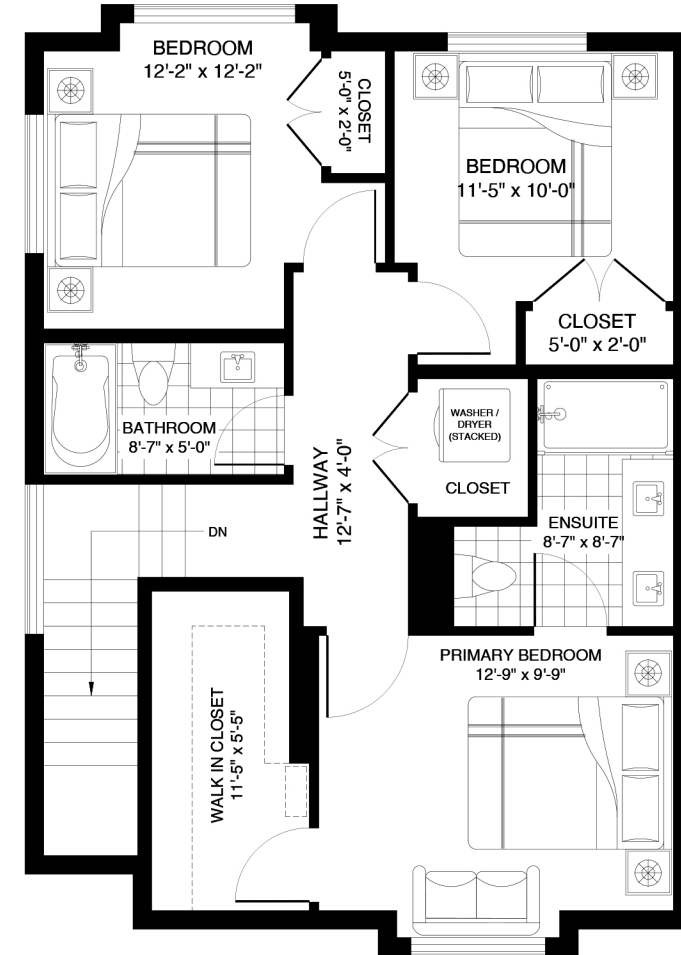 BEDROOM
12'-2" x 12'-2"
CLOSET
5'-0" x 2'-0"
BEDROOM
11'-5" x 10'-0"
CLOSET
5'-0" x 2'-0"
BATHROOM
8'-7" x 5'-0"
HALLWAY
12'-7" x 4'-0"
WASHER /
DRYER
(STACKED)
CLOSET
ENSUITE
8'-7" x 8'-7"
DN
PRIMARY BEDROOM
12'-9" x 9'-9"
WALK IN CLOSET
11'-5" x 5'-5"